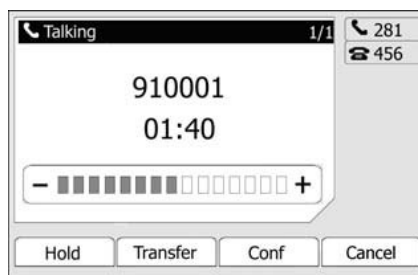 Talking 1/1
281
456
910001
01:40
- +
Hold Transfer Conf Cancel